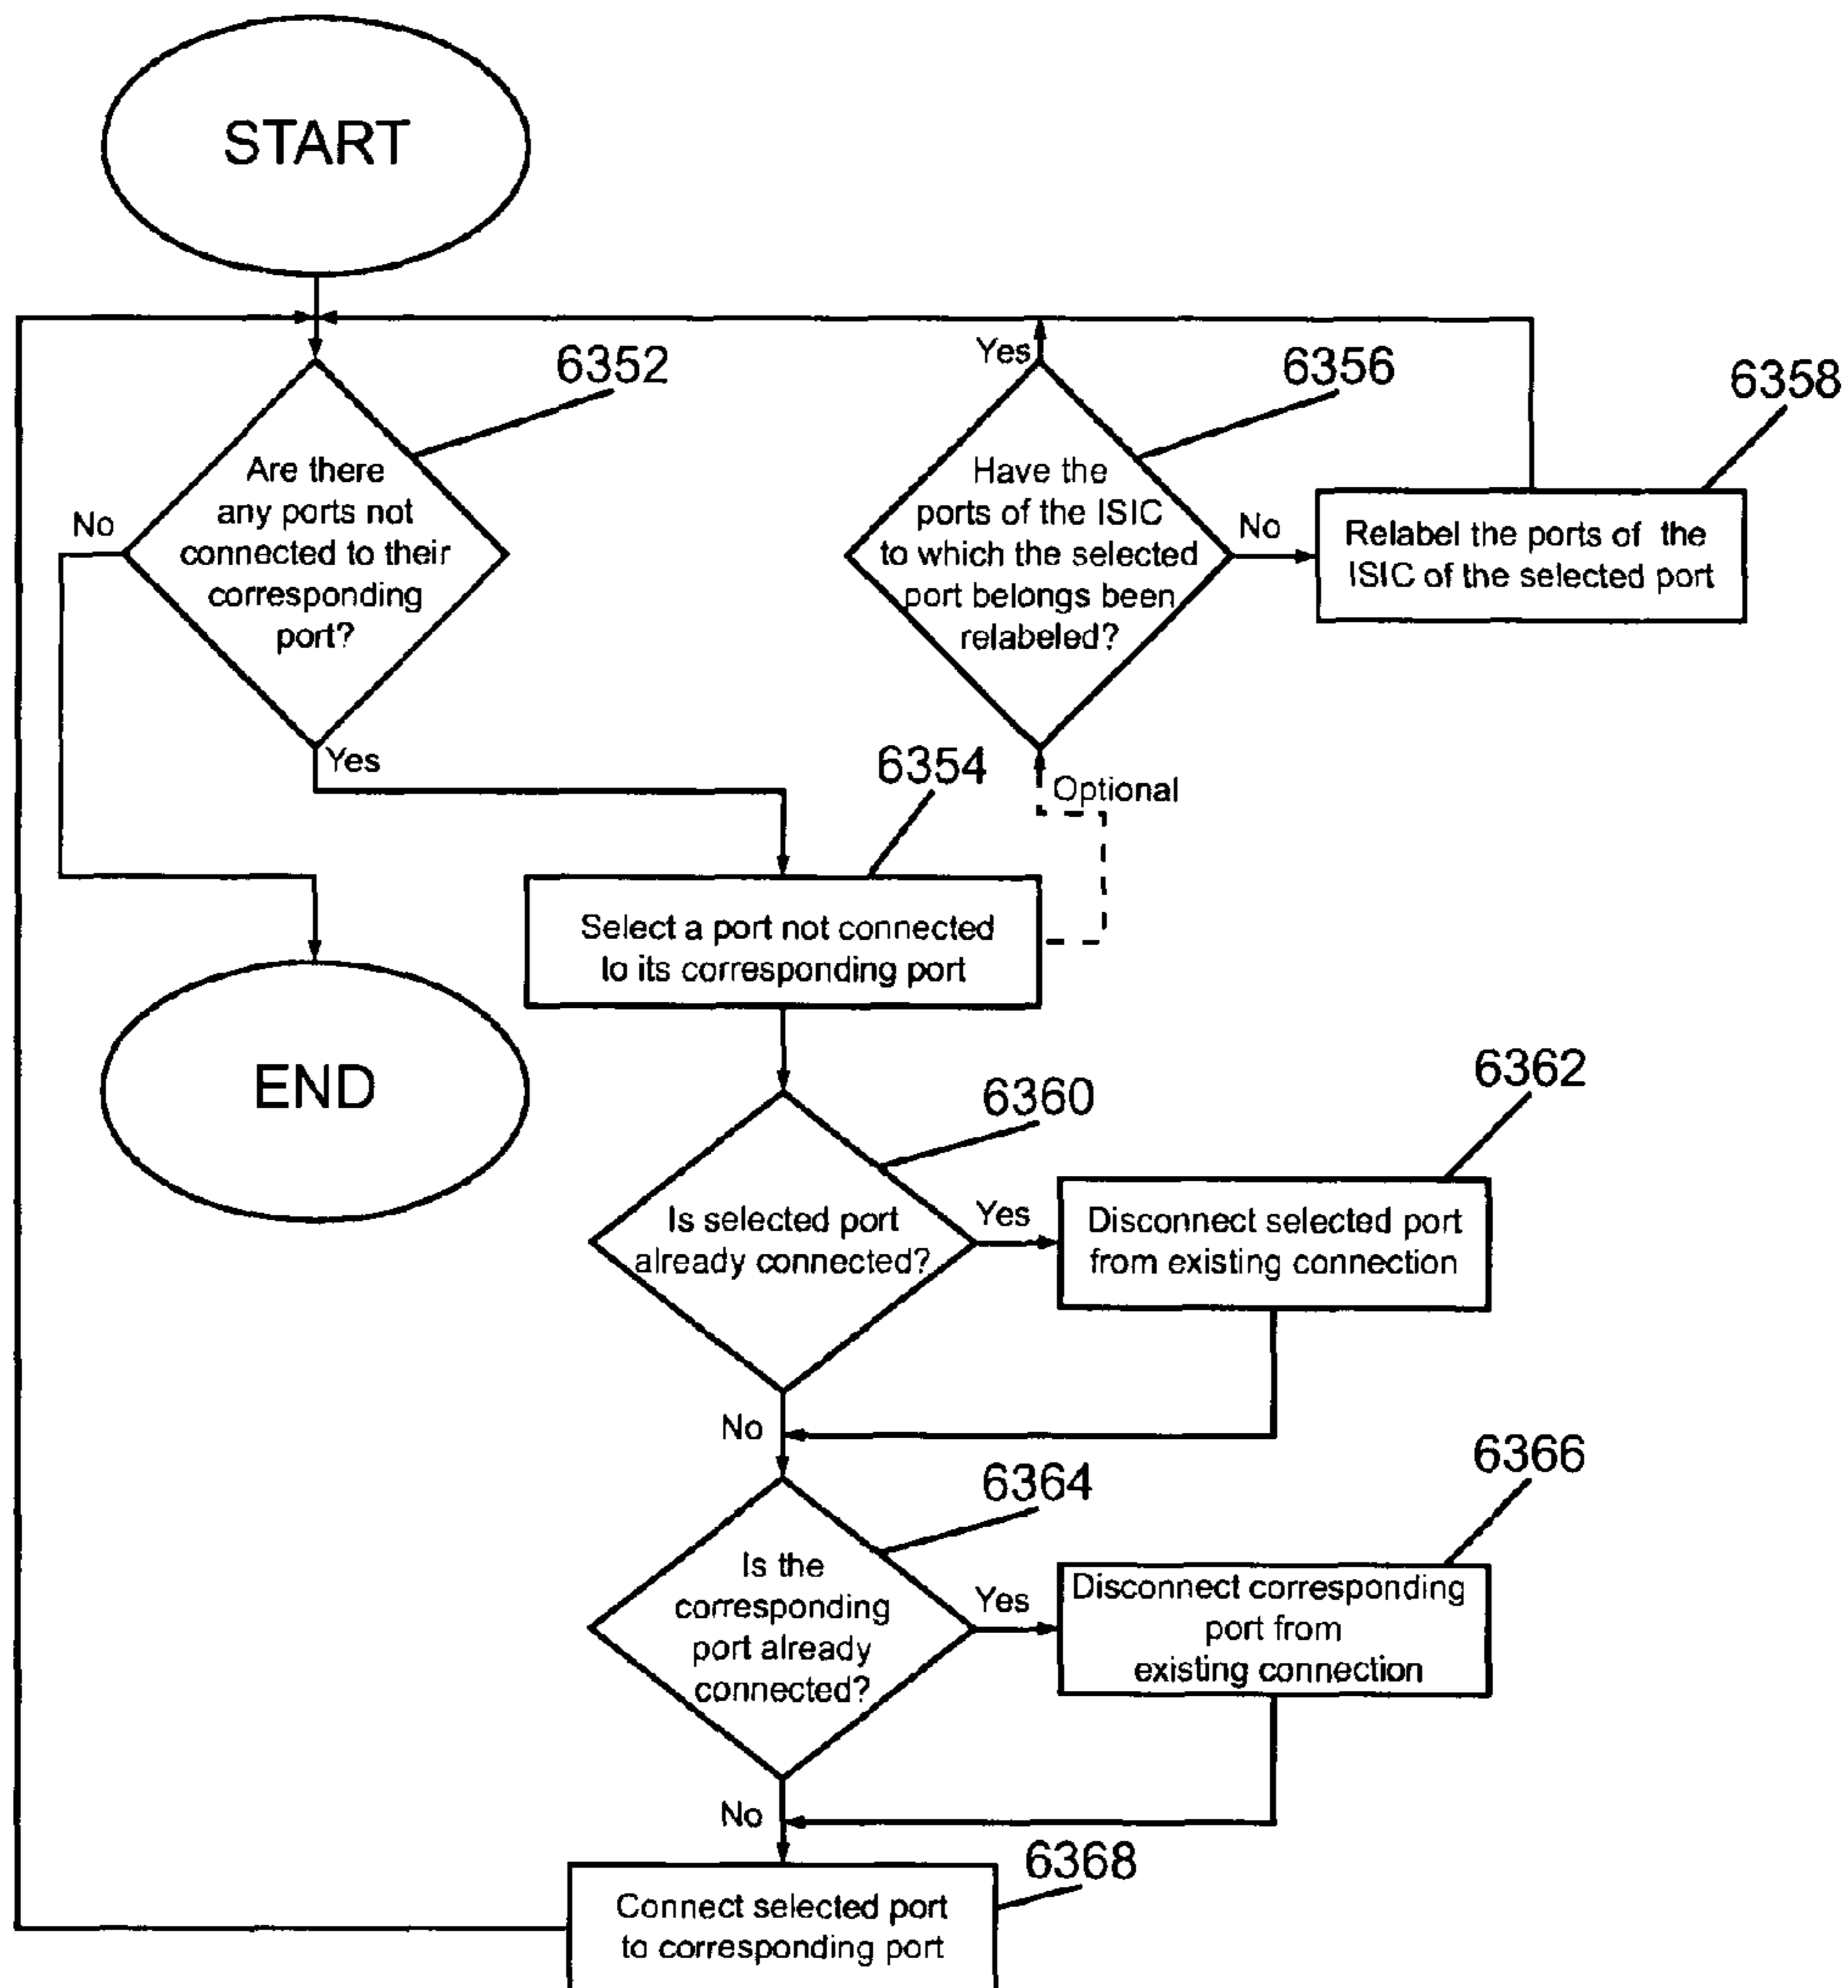 START
6352
Are there
any ports not
connected to their
corresponding
port?
No
Yes
6356
Yes
Have the
ports of the ISIC
to which the selected
port belongs been
relabeled?
No
6358
Relabel the ports of the
ISIC of the selected port
6354
Optional
Select a port not connected
to its corresponding port
END
6360
Is selected port
already connected?
Yes
6362
Disconnect selected port
from existing connection
No
6364
Is the
corresponding
port already
connected?
Yes
6366
Disconnect corresponding
port from
existing connection
No
6368
Connect selected port
to corresponding port